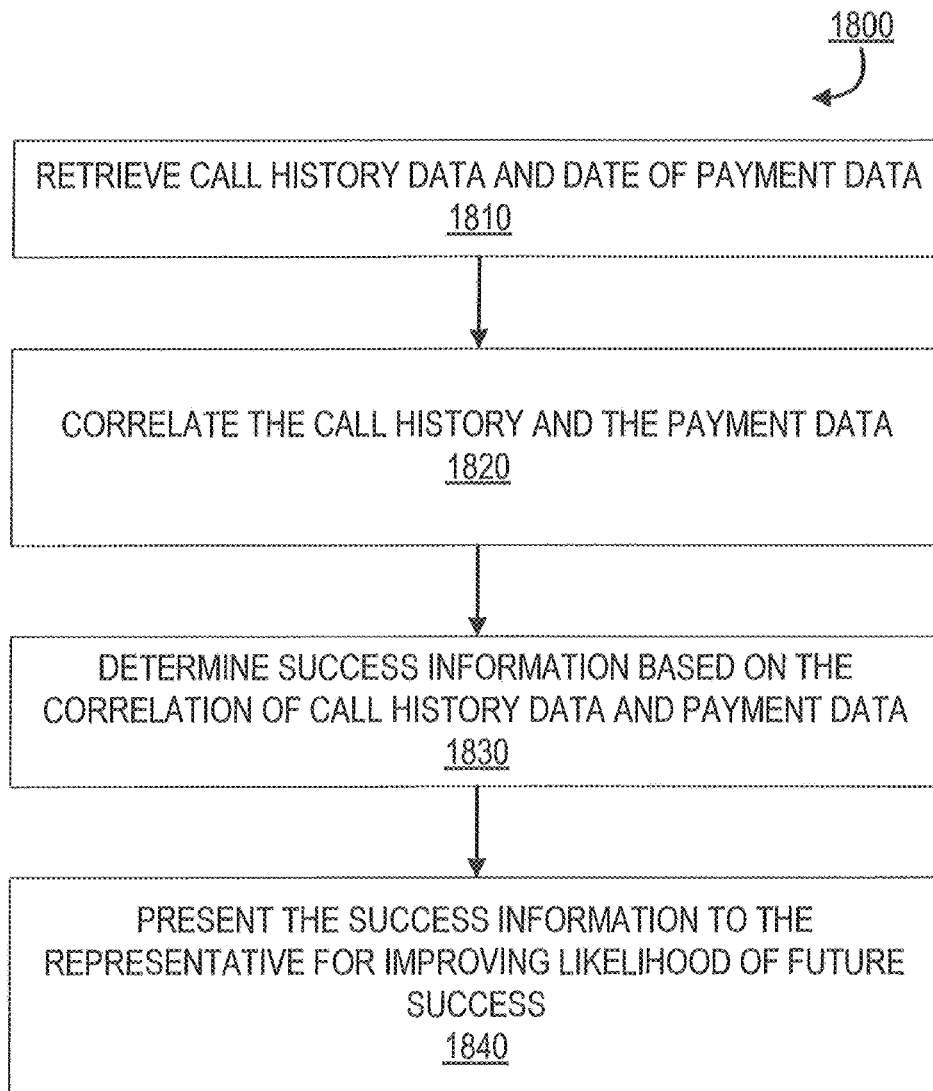 1800
RETRIEVE CALL HISTORY DATA AND DATE OF PAYMENT DATA
1810
CORRELATE THE CALL HISTORY AND THE PAYMENT DATA
1820
DETERMINE SUCCESS INFORMATION BASED ON THE
CORRELATION OF CALL HISTORY DATA AND PAYMENT DATA
1830
PRESENT THE SUCCESS INFORMATION TO THE
REPRESENTATIVE FOR IMPROVING LIKELIHOOD OF FUTURE
SUCCESS
1840